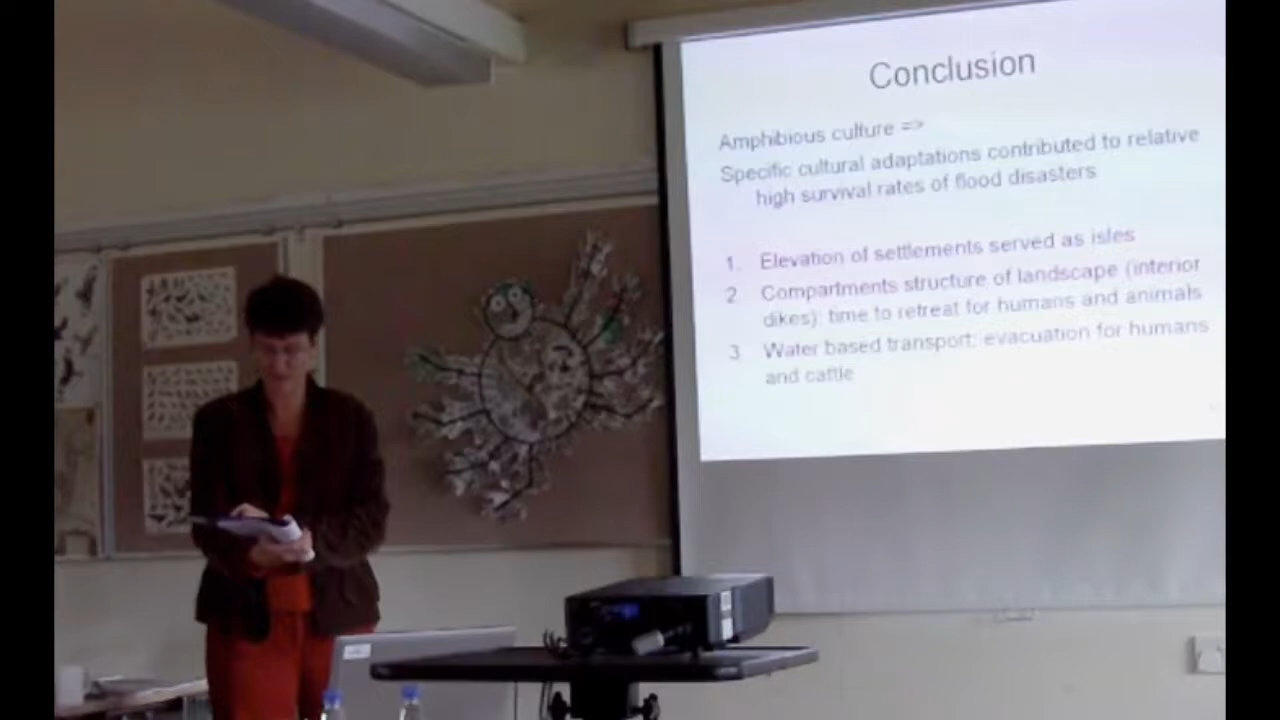 Conclusion
Amphibious culture =>
Specific cultural adaptations contributed to relative
high survival rates of flood disasters
1. Elevation of settlements served as isles
2. Compartments structure of landscape (interior
dikes): time to retreat for humans and animals
3. Water based transport: evacuation for humans
and cattle